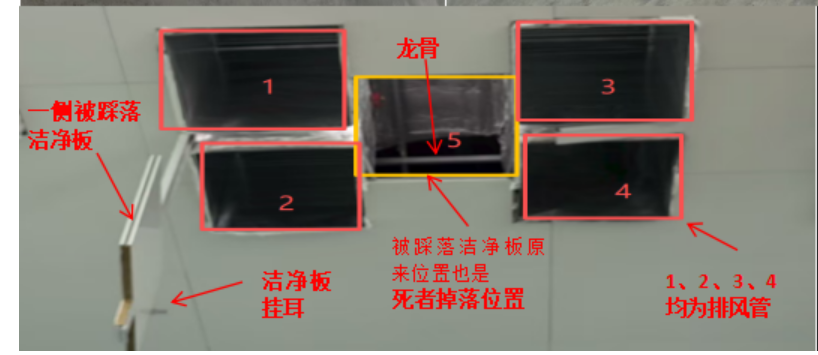 龙骨
1
3
一侧被踩落
洁净板
5
2
4
被踩落洁净板原
来位置也是
死者掉落位置
洁净板
挂耳
1、2、3、4
均为排风管